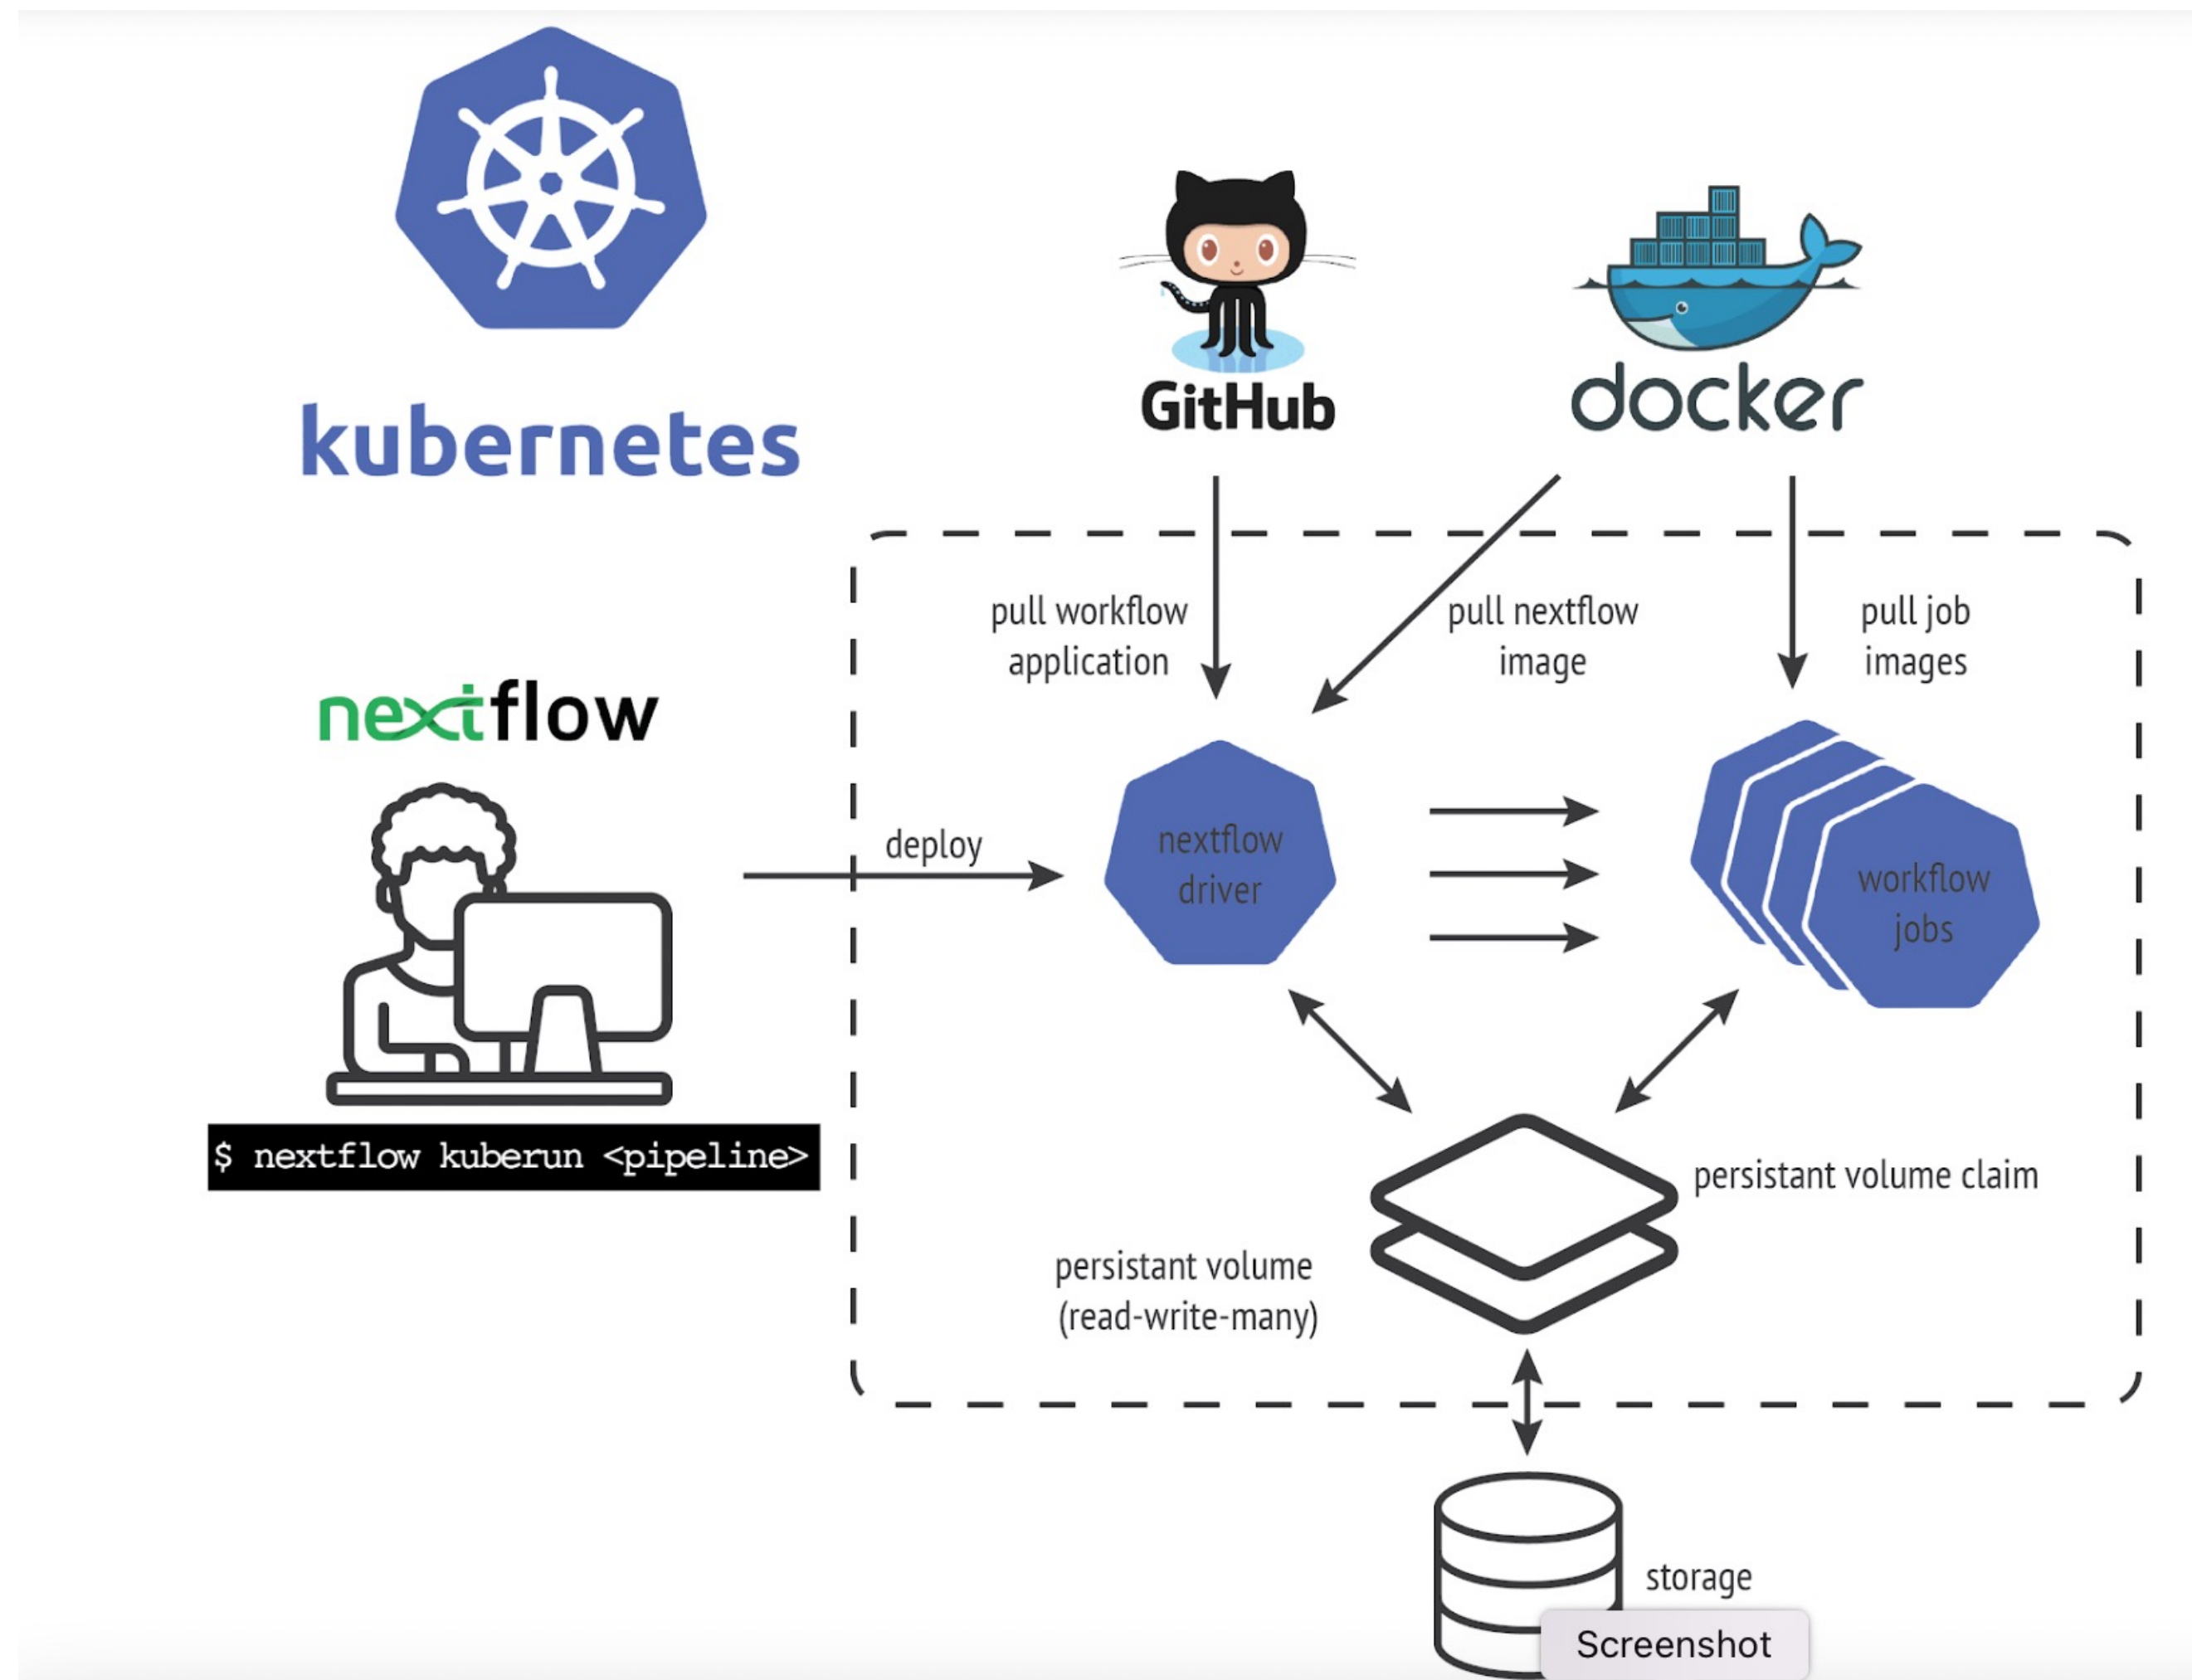 kubernetes
GitHub
docker
pull workflow
application
pull nextflow
image
pull job
images
nextflow
deploy
nextflow
driver
workflow
jobs
$ nextflow kuberun <pipeline>
persistant volume claim
persistant volume
(read-write-many)
storage
Screenshot